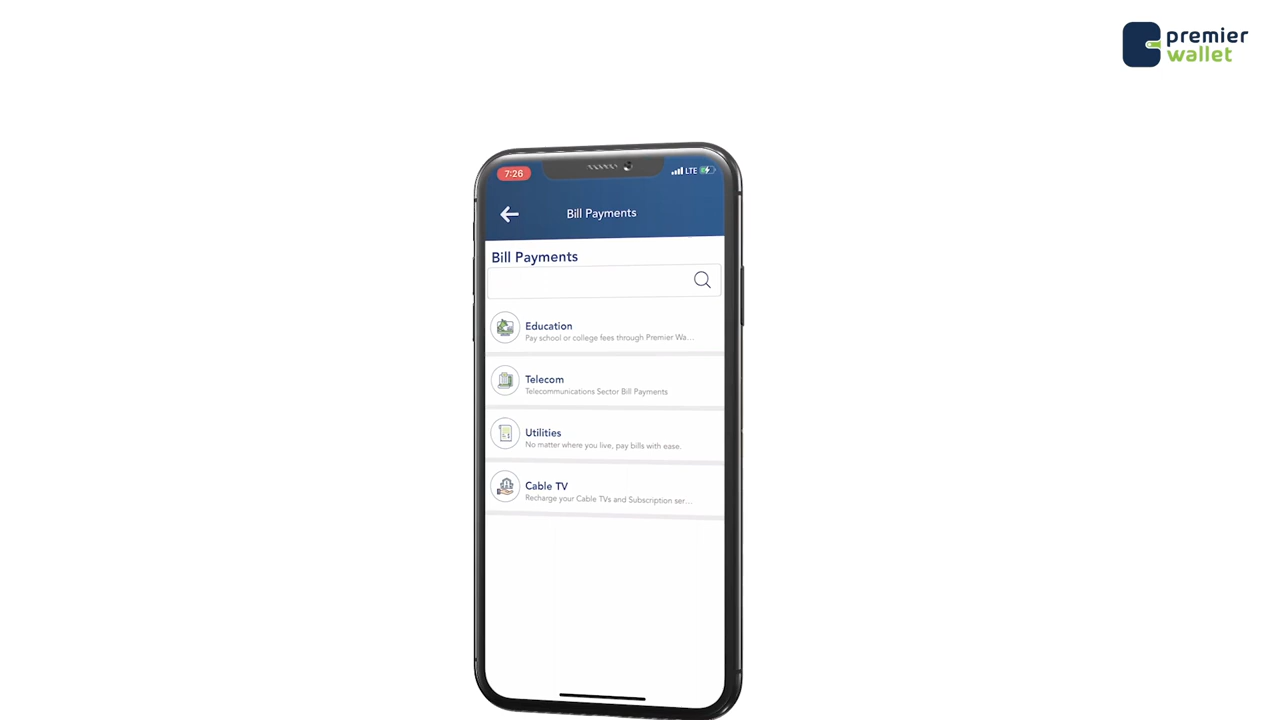 premier
wallet
7:26
LTE
Bill Payments
Bill Payments
Education
Pay school or college fees through Premier Wa...
Telecom
Telecommunications Sector Bill Payments
Utilities
No matter where you live, pay bills with ease.
Cable TV
Recharge your Cable TVs and Subscription ser...